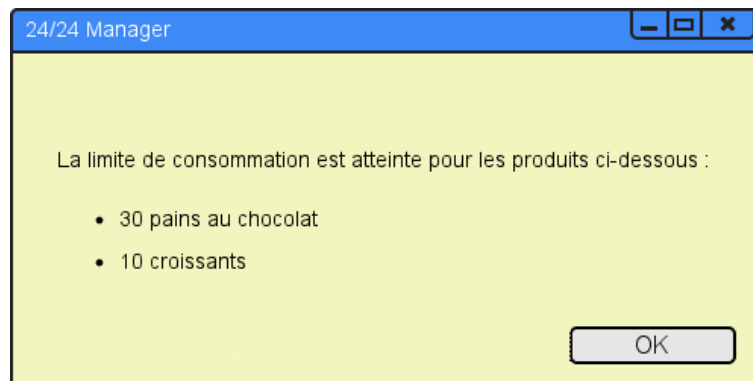 24/24 Manager
La limite de consommation est atteinte pour les produits ci-dessous :
• 30 pains au chocolat
• 10 croissants
OK